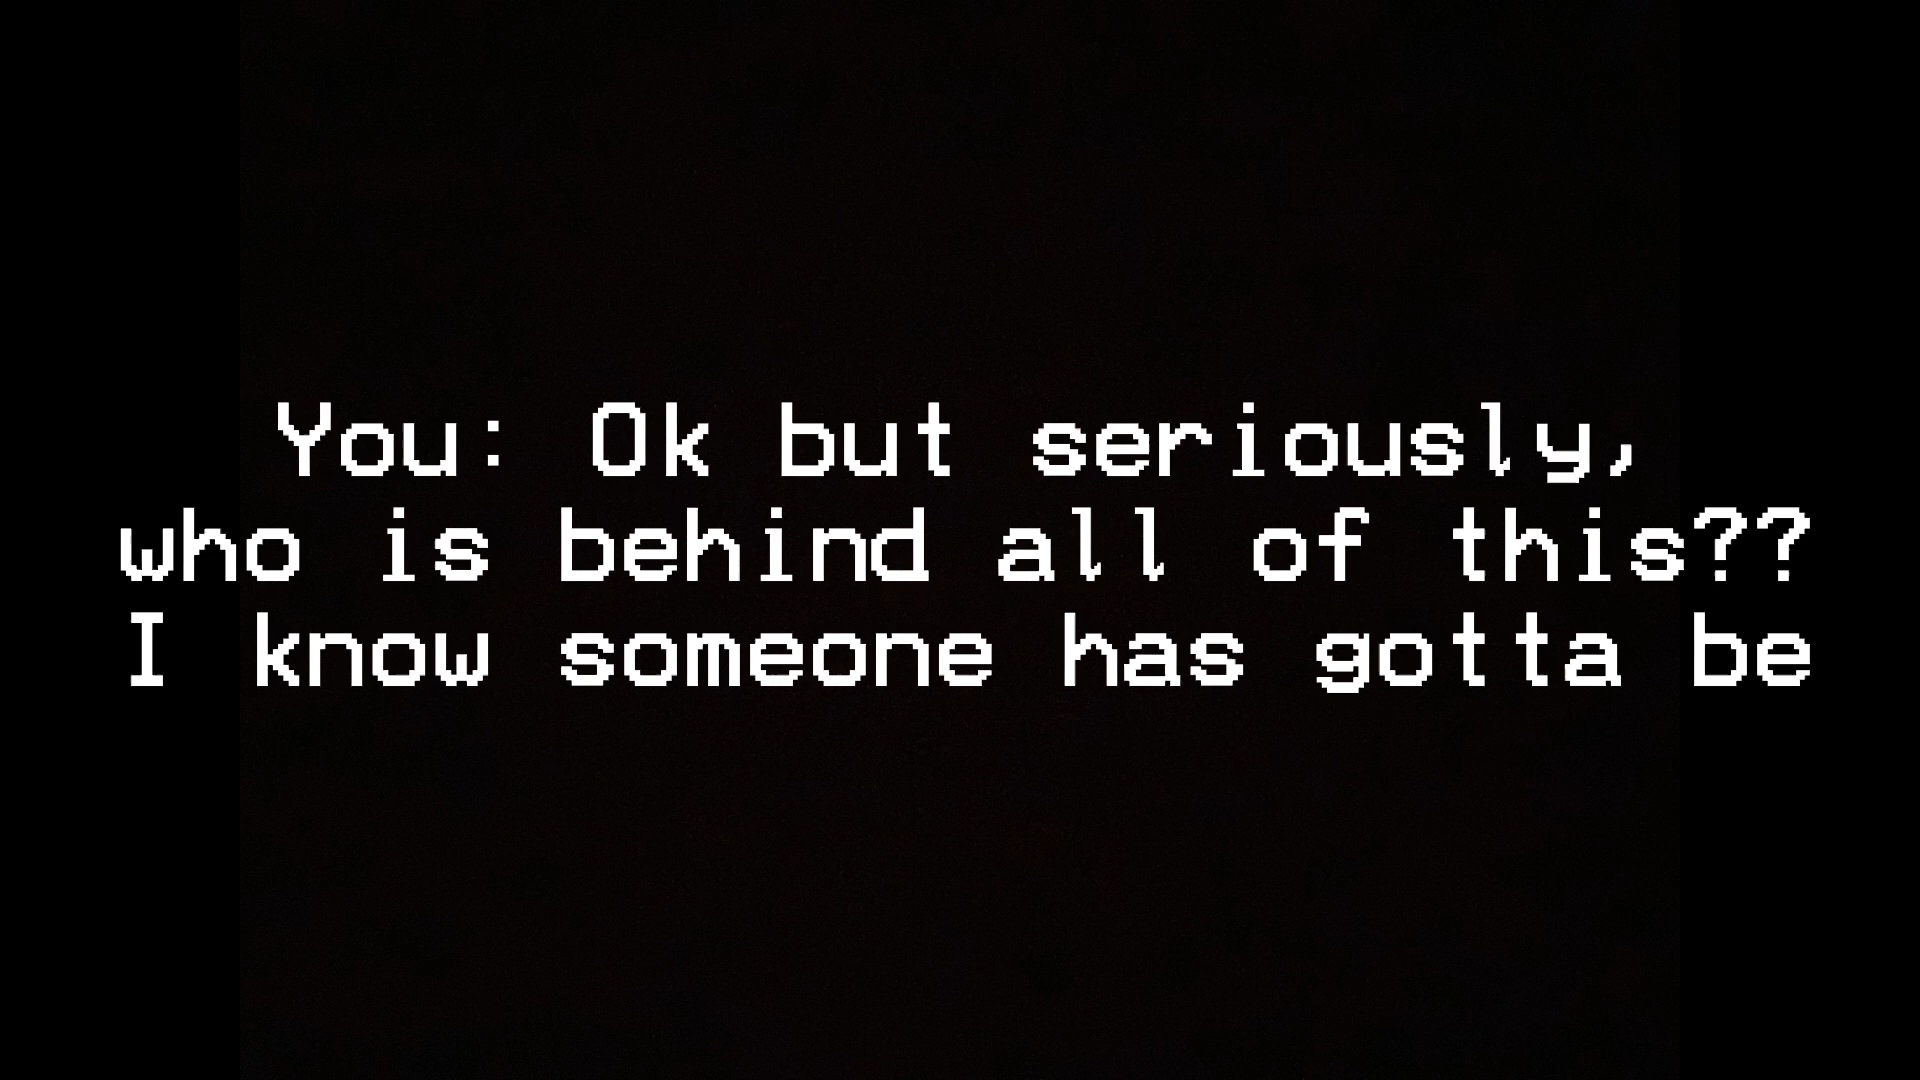 You: Ok but seriously,
who is behind all of this??
I know someone has gotta be